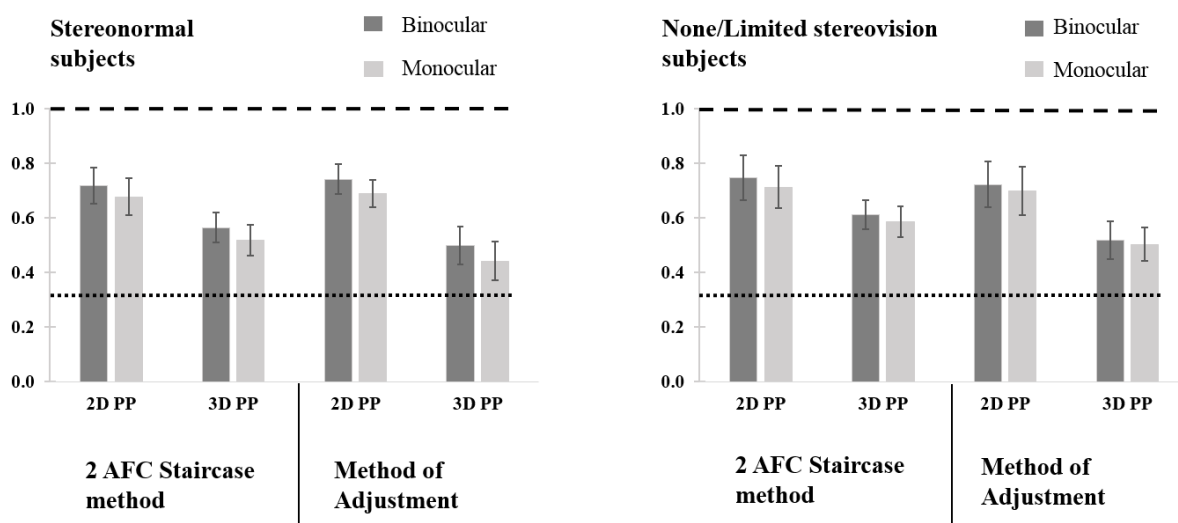 Stereonormal
subjects
Binocular
Monocular
1.0
0.8
0.6
0.4
0.2
0.0
2D PP
3D PP
2D PP
3D PP
2 AFC Staircase
method
Method of
Adjustment
None/Limited stereovision
subjects
Binocular
Monocular
1.0
0.8
0.6
0.4
0.2
0.0
2D PP
3D PP
2D PP
3D PP
2 AFC Staircase
method
Method of
Adjustment